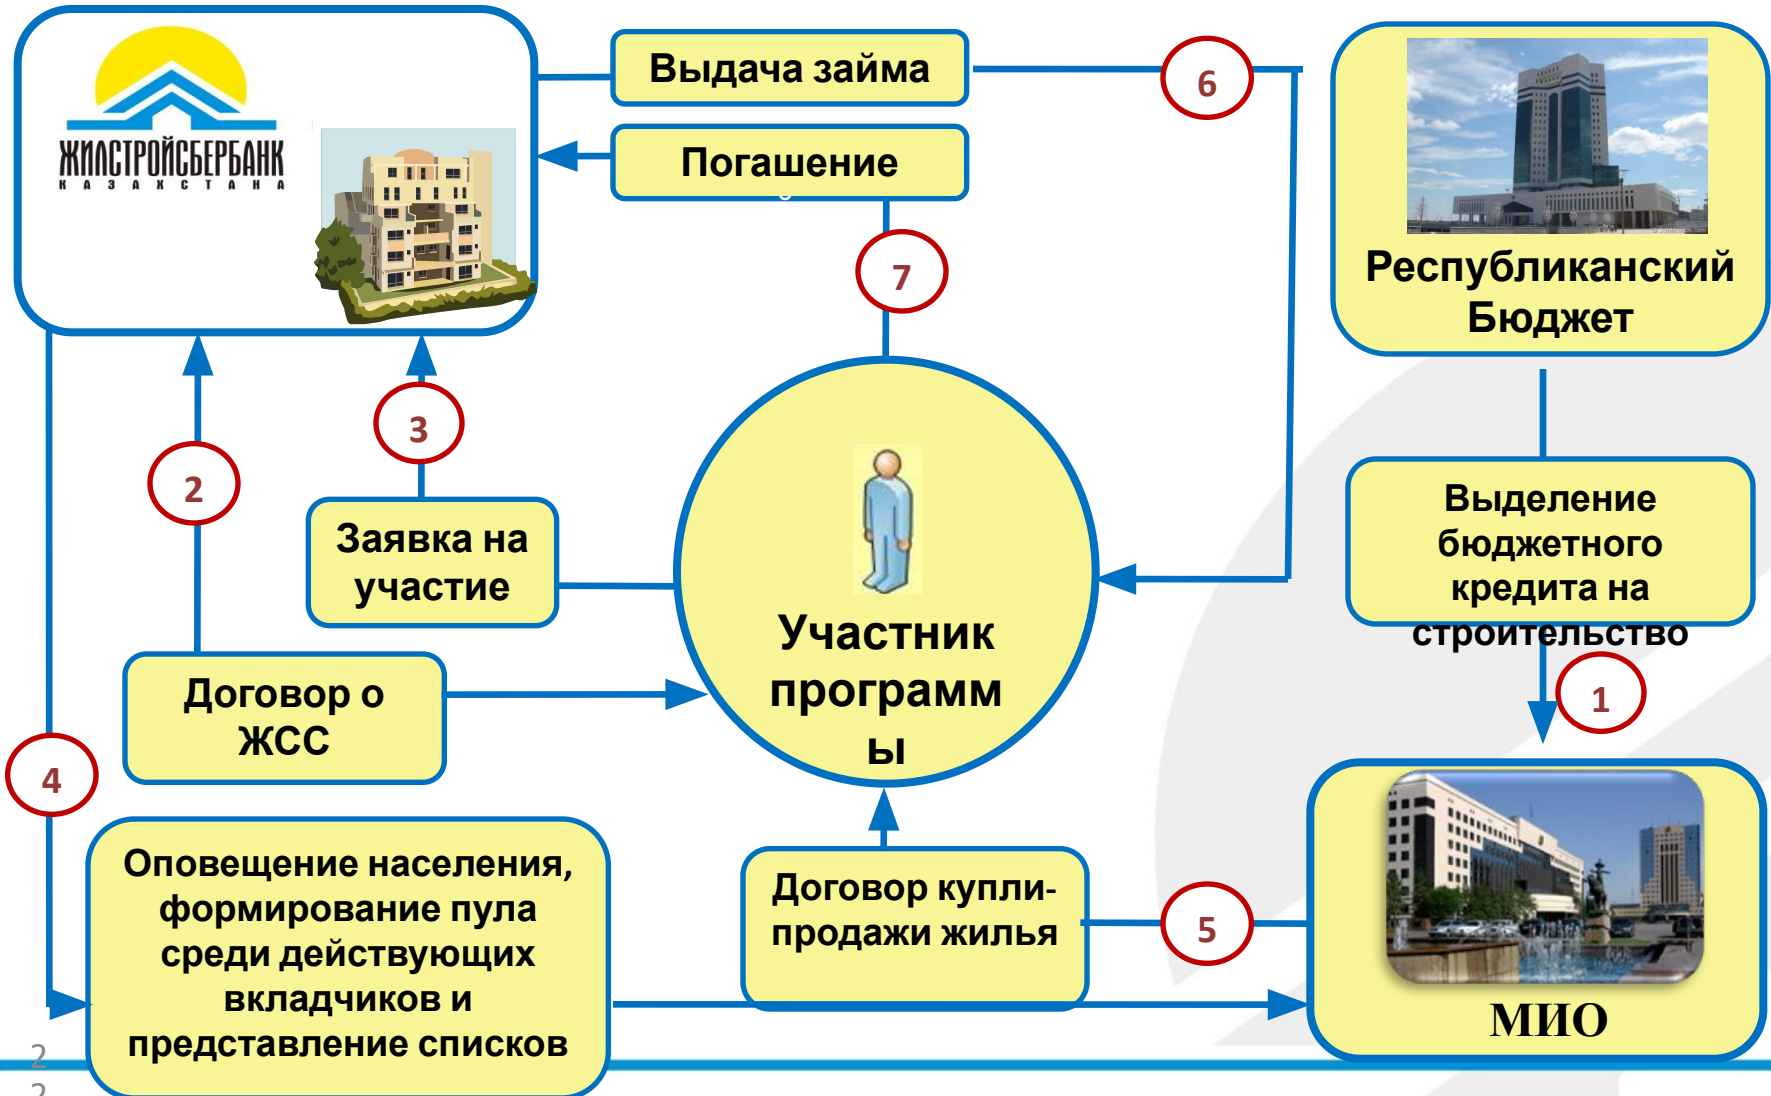 ЖИЛСТРОЙСБЕРБАНК
КАЗАХСТАНА
Выдача займа
6
Погашение
Республиканский
Бюджет
7
3
2
Заявка на
участие
Выделение
бюджетного
кредита на
строительство
Участник
программ
ы
Договор о
ЖСС
1
4
Оповещение населения,
формирование пула
среди действующих
вкладчиков и
представление списков
Договор купли-
продажи жилья
5
МИО
2
2